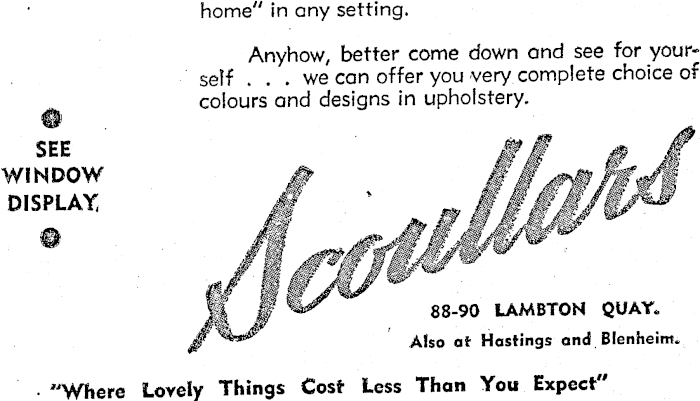 home" in any setting.
Anyhow, better come down and see for your-
self . . . we can offer you very complete choice of
colours and designs in upholstery.
SEE
WINDOW
DISPLAY.
Scoullars
88-90 LAMBTON QUAY.
Also at Hastings and Blenheim.
"Where Lovely Things Cost Less Than You Expect"